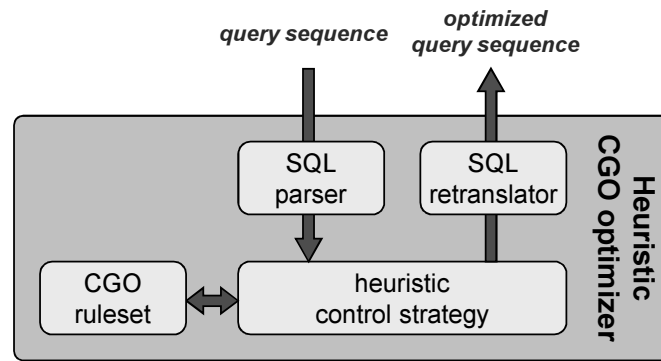 query sequence
optimized
query sequence
SQL
parser
SQL
retranslator
Heuristic
CGO optimizer
CGO
ruleset
heuristic
control strategy